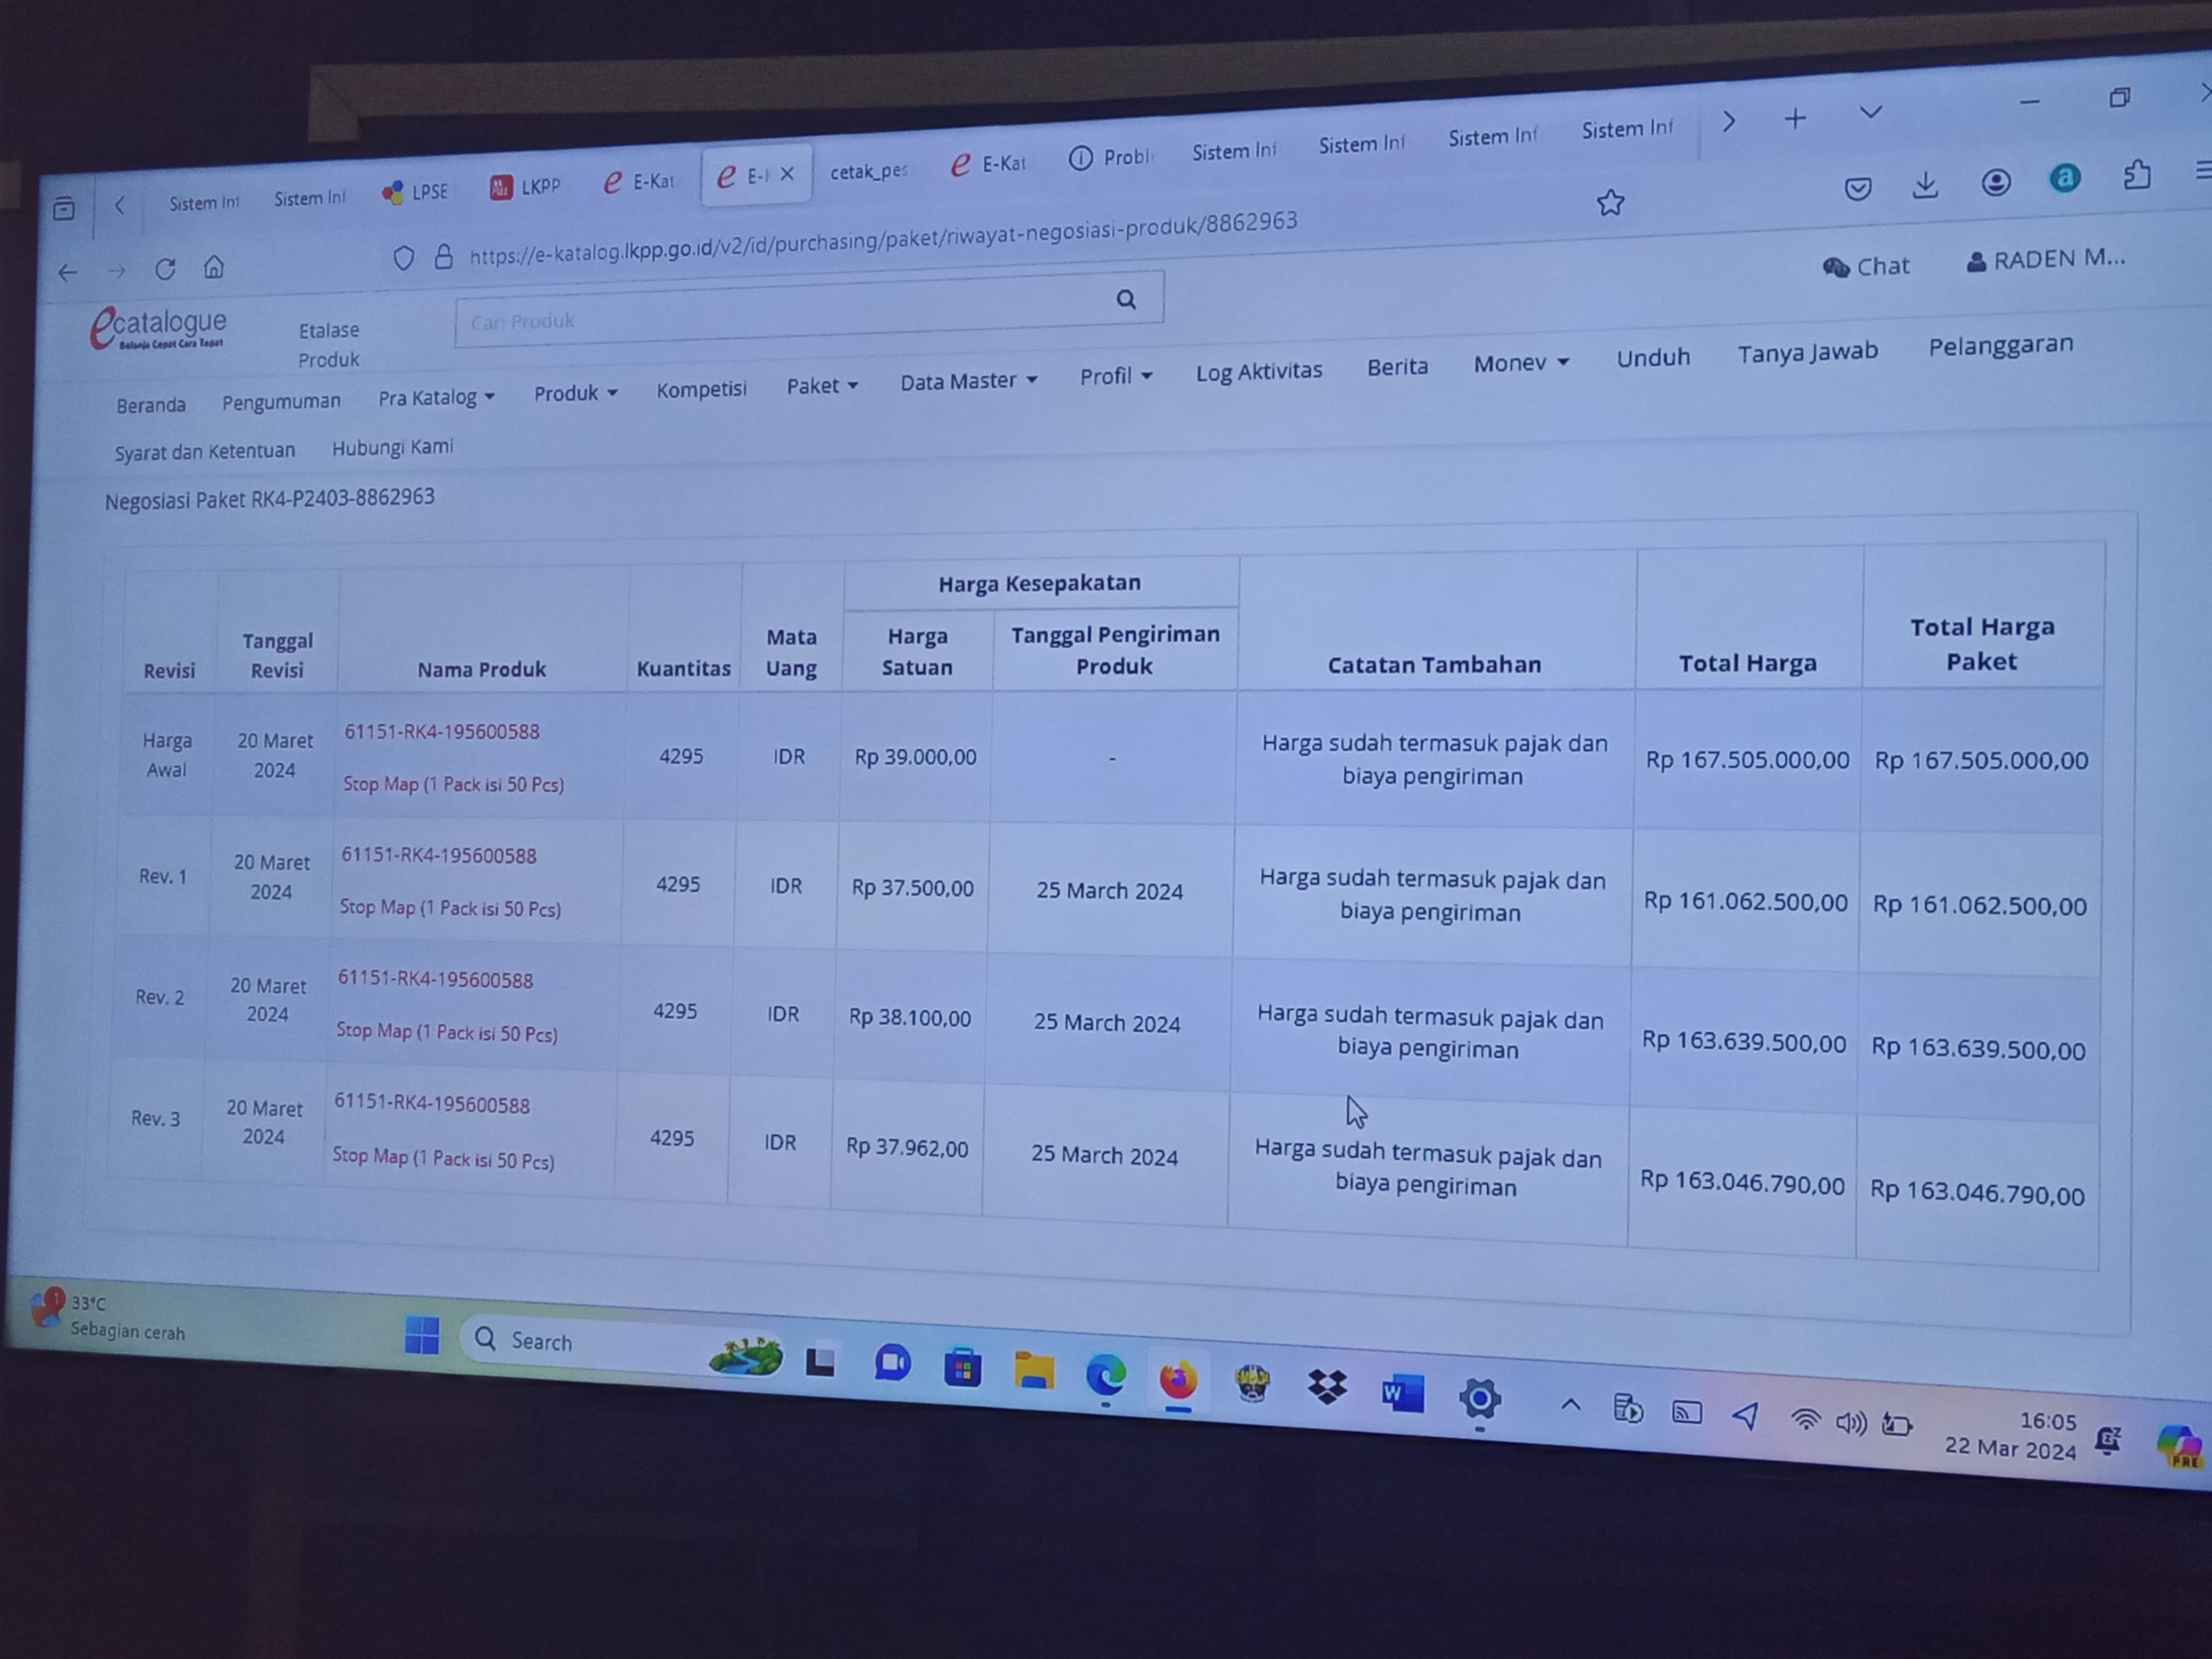 Sistem Inf
Sistem Inf
LPSE
LKPP
E-Kat
E-
cetak_pes
E-Kat
Probl
Sistem Inf
Sistem Inf
Sistem Inf
Sistem Inf
https://e-katalog.lkpp.go.id/v2/id/purchasing/paket/riwayat-negosiasi-produk/8862963
ecatalogue
Belanja Cepat Cara Tepat
Etalase
Produk
Cari Produk
Chat
RADEN M...
Beranda Pengumuman Pra Katalog Produk Kompetisi Paket Data Master Profil Log Aktivitas Berita Monev Unduh Tanya Jawab Pelanggaran
Syarat dan Ketentuan Hubungi Kami
Negosiasi Paket RK4-P2403-8862963
Revisi
Tanggal
Revisi
Nama Produk
Kuantitas
Mata
Uang
Harga Kesepakatan
Harga
Satuan
Tanggal Pengiriman
Produk
Catatan Tambahan
Total Harga
Total Harga
Paket
Harga
Awal
20 Maret
2024
61151-RK4-195600588
Stop Map (1 Pack isi 50 Pcs)
4295
IDR
Rp 39.000,00
-
Harga sudah termasuk pajak dan
biaya pengiriman
Rp 167.505.000,00
Rp 167.505.000,00
Rev. 1
20 Maret
2024
61151-RK4-195600588
Stop Map (1 Pack isi 50 Pcs)
4295
IDR
Rp 37.500,00
25 March 2024
Harga sudah termasuk pajak dan
biaya pengiriman
Rp 161.062.500,00
Rp 161.062.500,00
Rev. 2
20 Maret
2024
61151-RK4-195600588
Stop Map (1 Pack isi 50 Pcs)
4295
IDR
Rp 38.100,00
25 March 2024
Harga sudah termasuk pajak dan
biaya pengiriman
Rp 163.639.500,00
Rp 163.639.500,00
Rev. 3
20 Maret
2024
61151-RK4-195600588
Stop Map (1 Pack isi 50 Pcs)
4295
IDR
Rp 37.962,00
25 March 2024
Harga sudah termasuk pajak dan
biaya pengiriman
Rp 163.046.790,00
Rp 163.046.790,00
1
33°C
Sebagian cerah
Search
16:05
22 Mar 2024
PRE